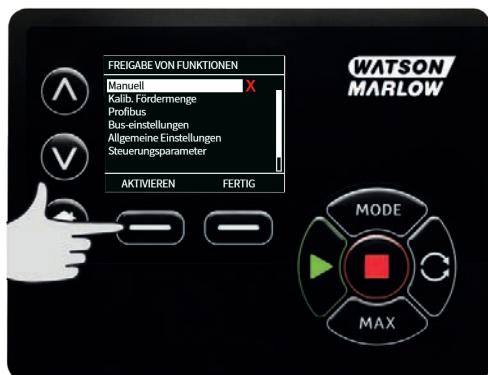 FREIGABE VON FUNKTIONEN
Manuell X
Kalib. Fördermenge
Profibus
Bus-einstellungen
Allgemeine Einstellungen
Steuerungsparameter
AKTIVIEREN FERTIG
WATSON
MARLOW
MODE
MAX